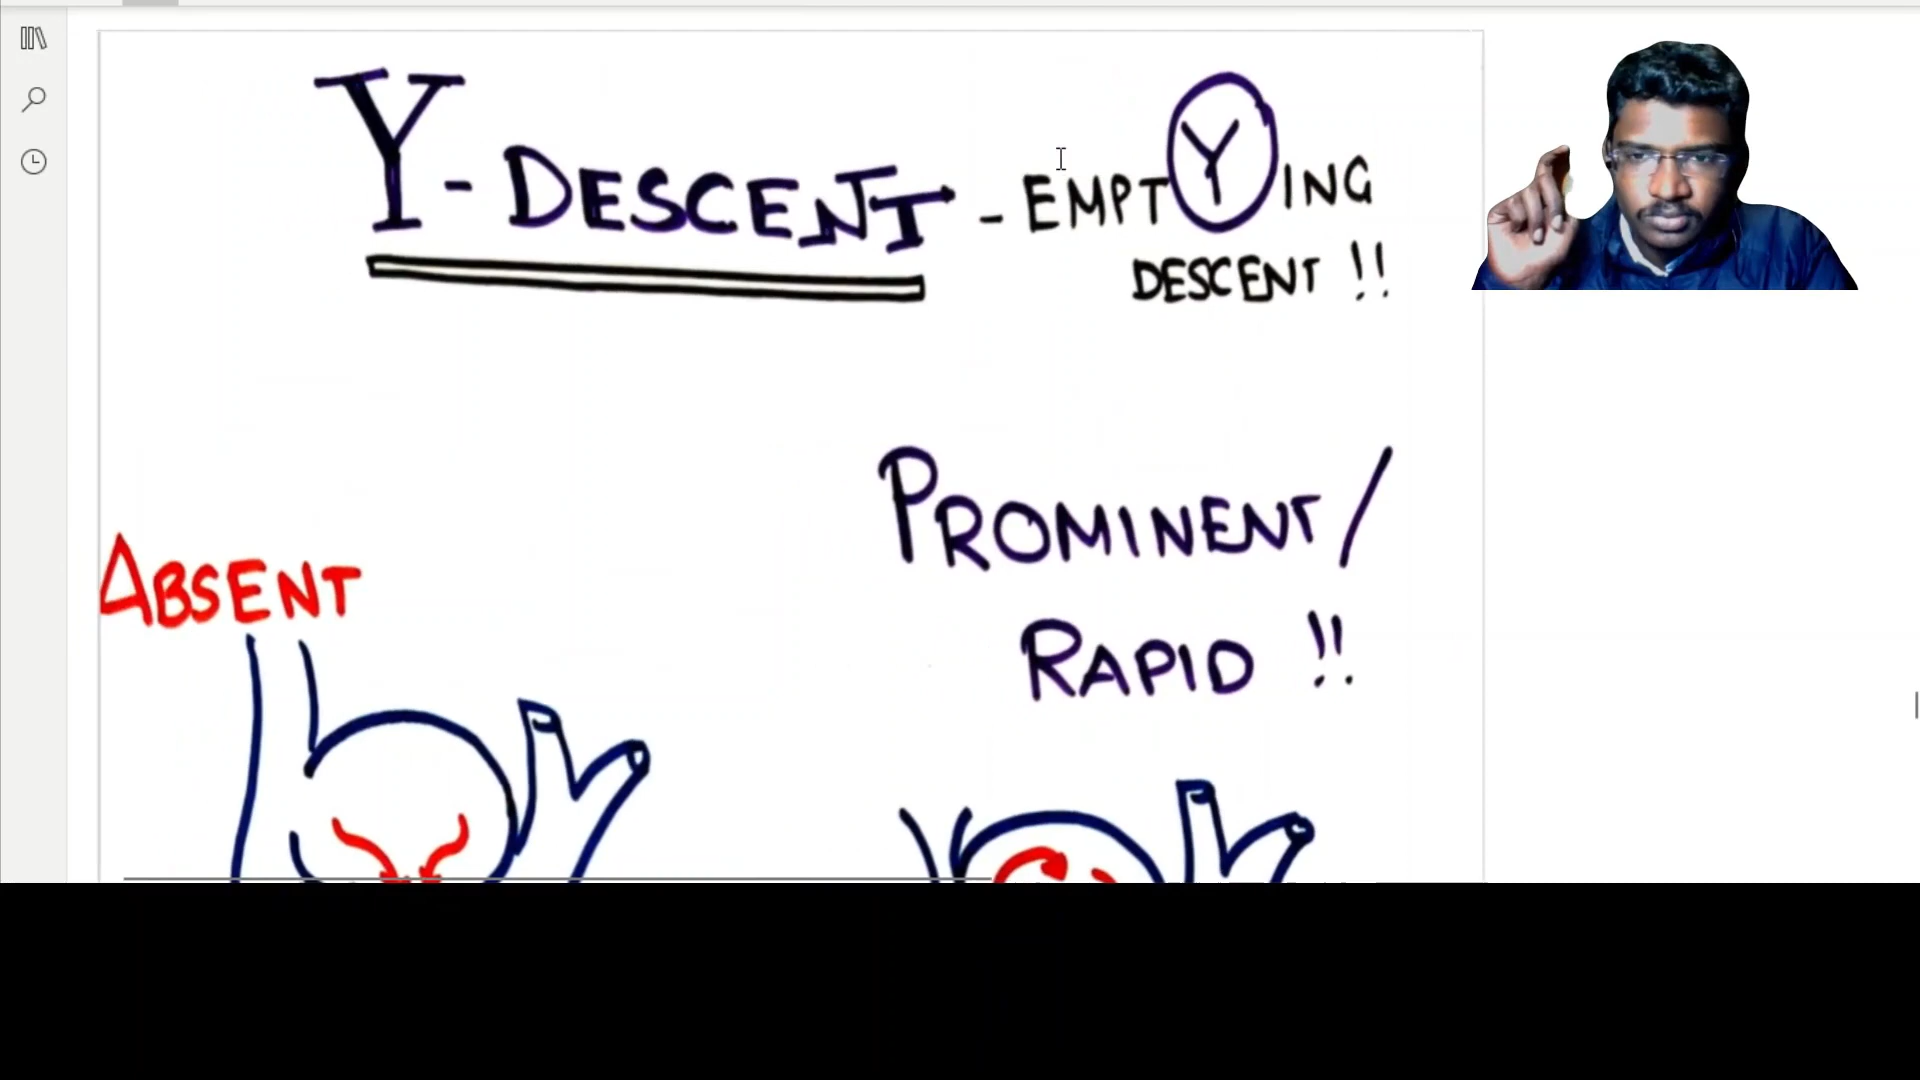 Y-DESCENT - EMPTYING
DESCENT !!
PROMINENT/
RAPID !!
ABSENT